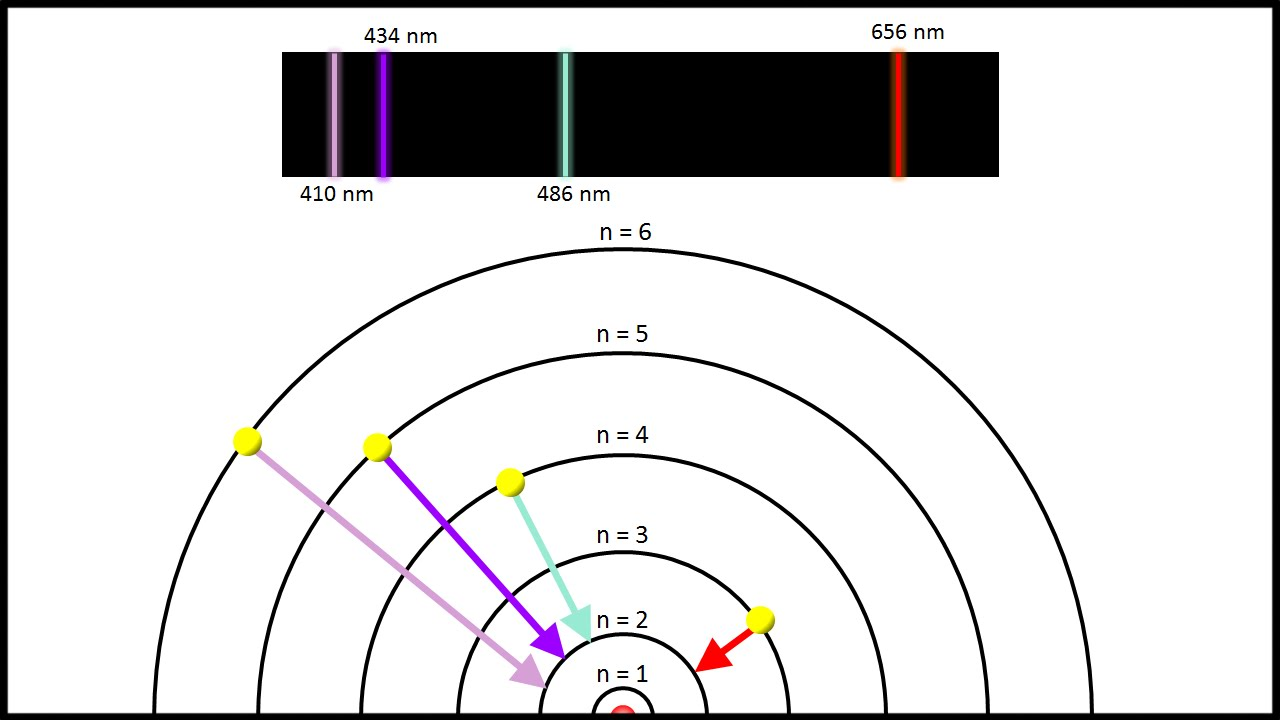 434 nm
656 nm
410 nm
486 nm
n = 6
n = 5
n = 4
n = 3
n = 2
n = 1